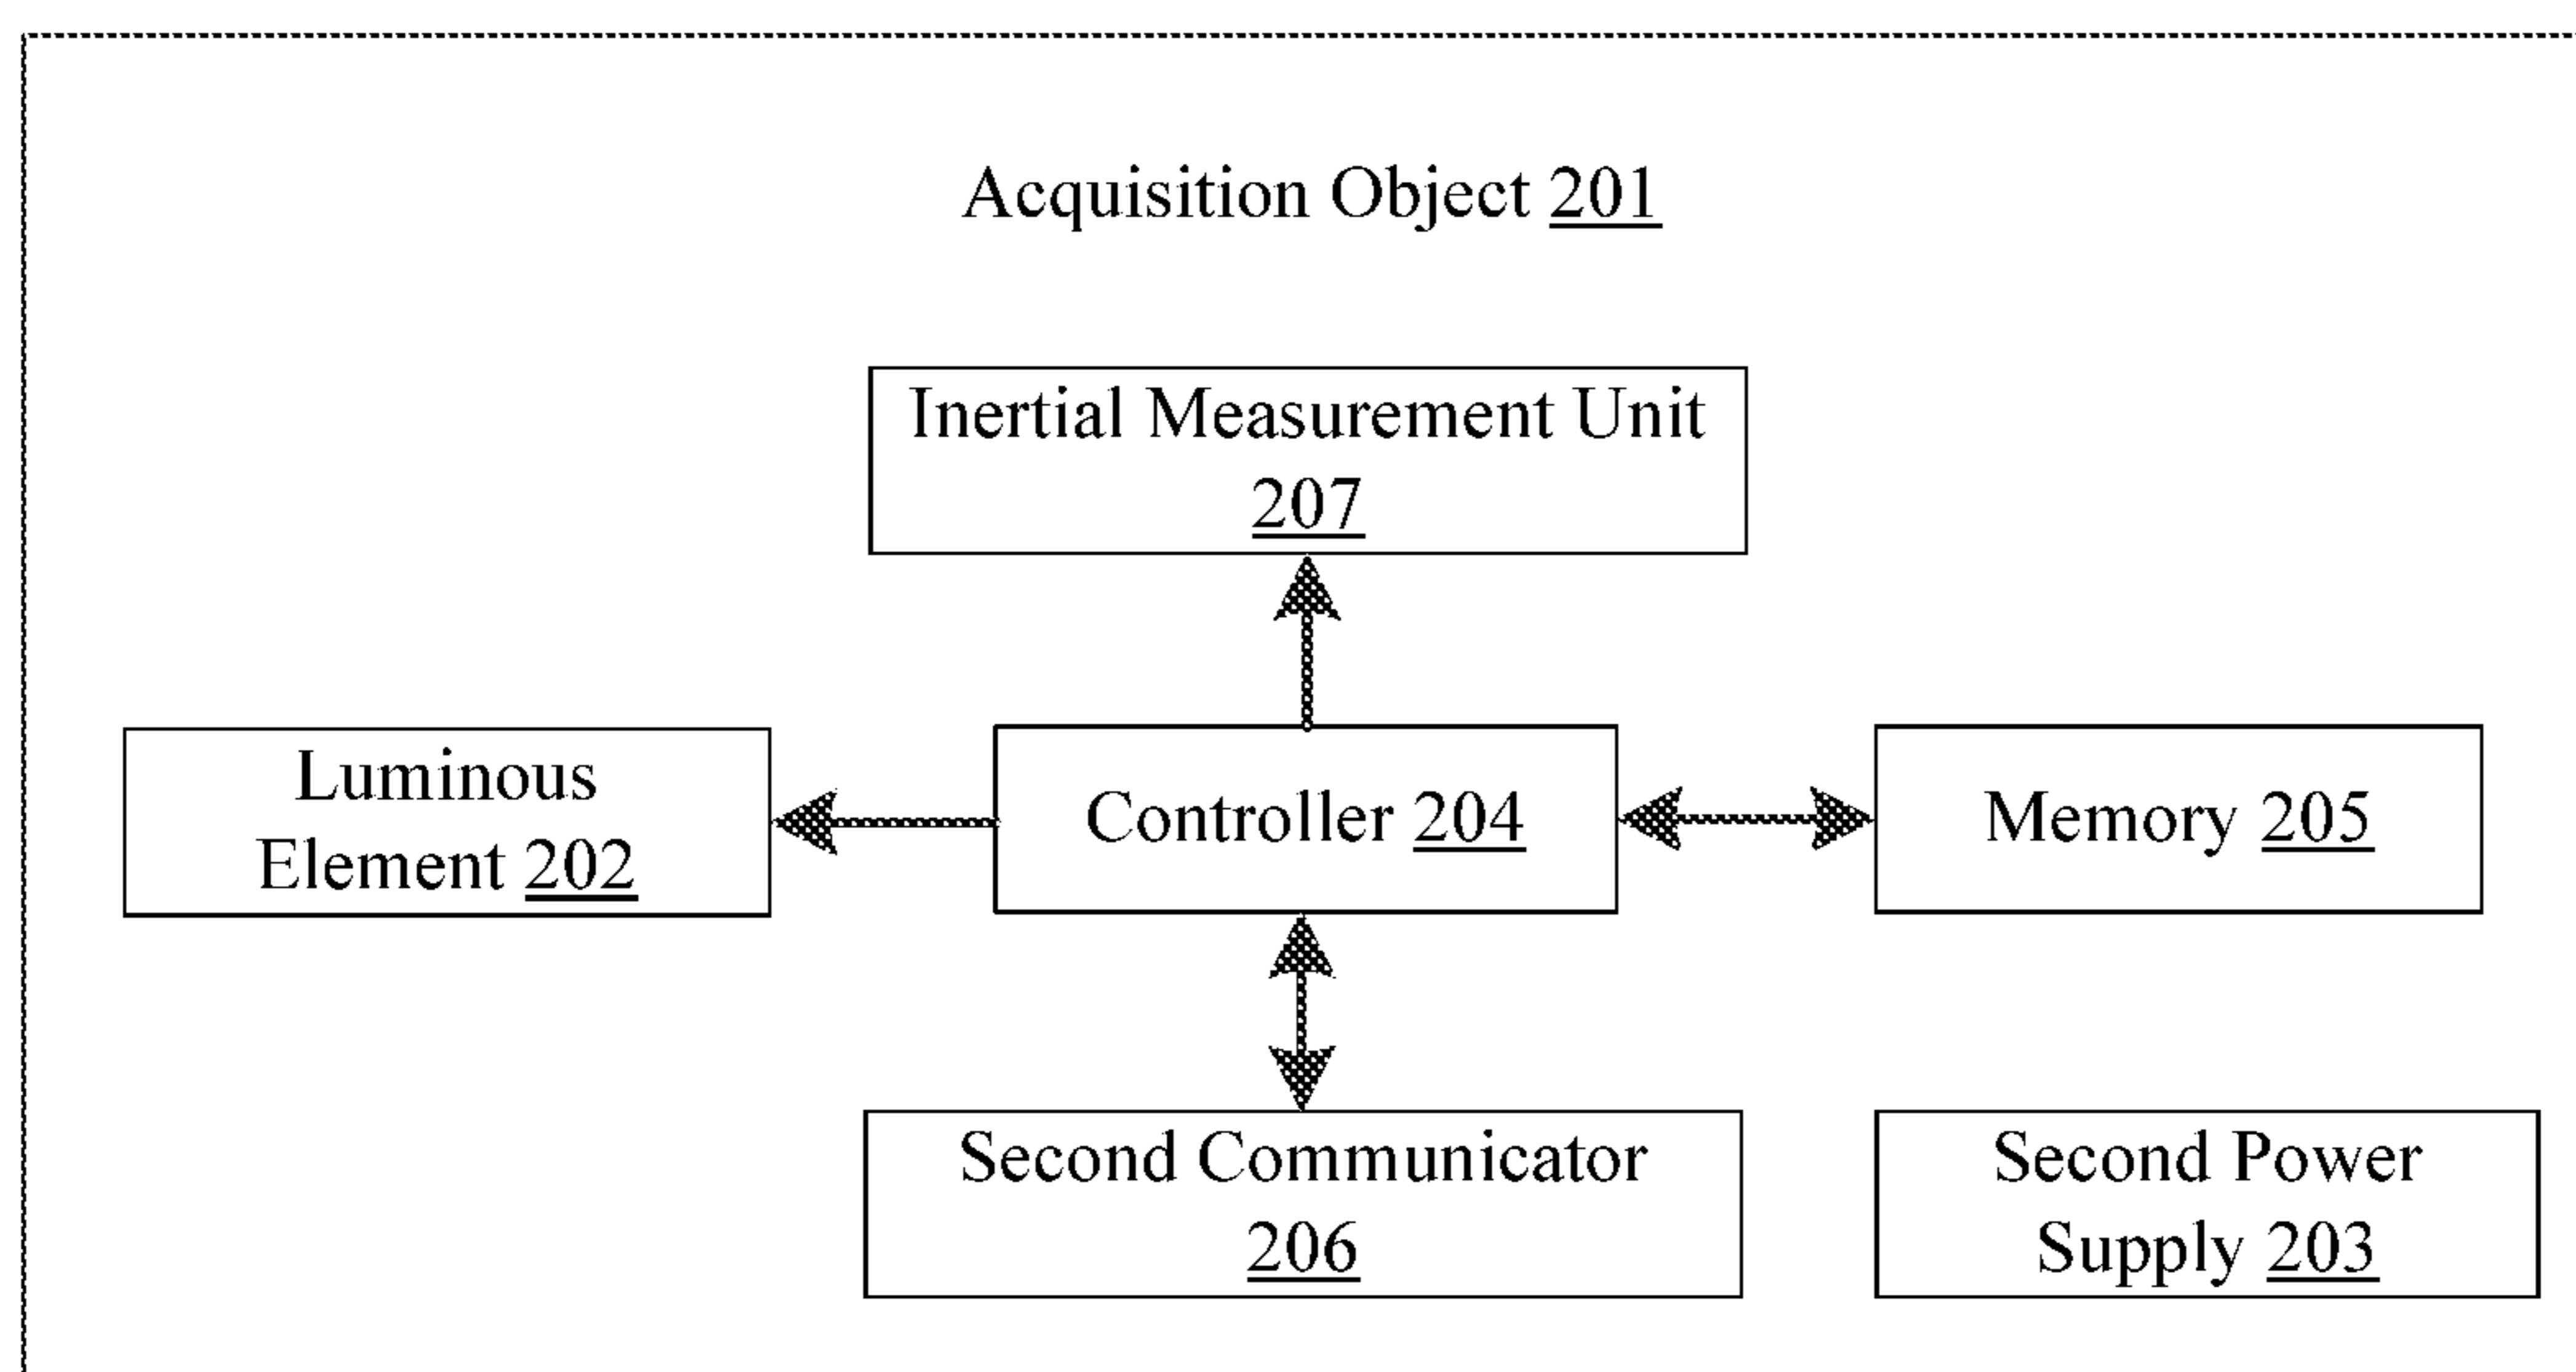 Acquisition Object 201
Inertial Measurement Unit
207
Luminous
Element 202
Controller 204
Memory 205
Second Communicator
206
Second Power
Supply 203